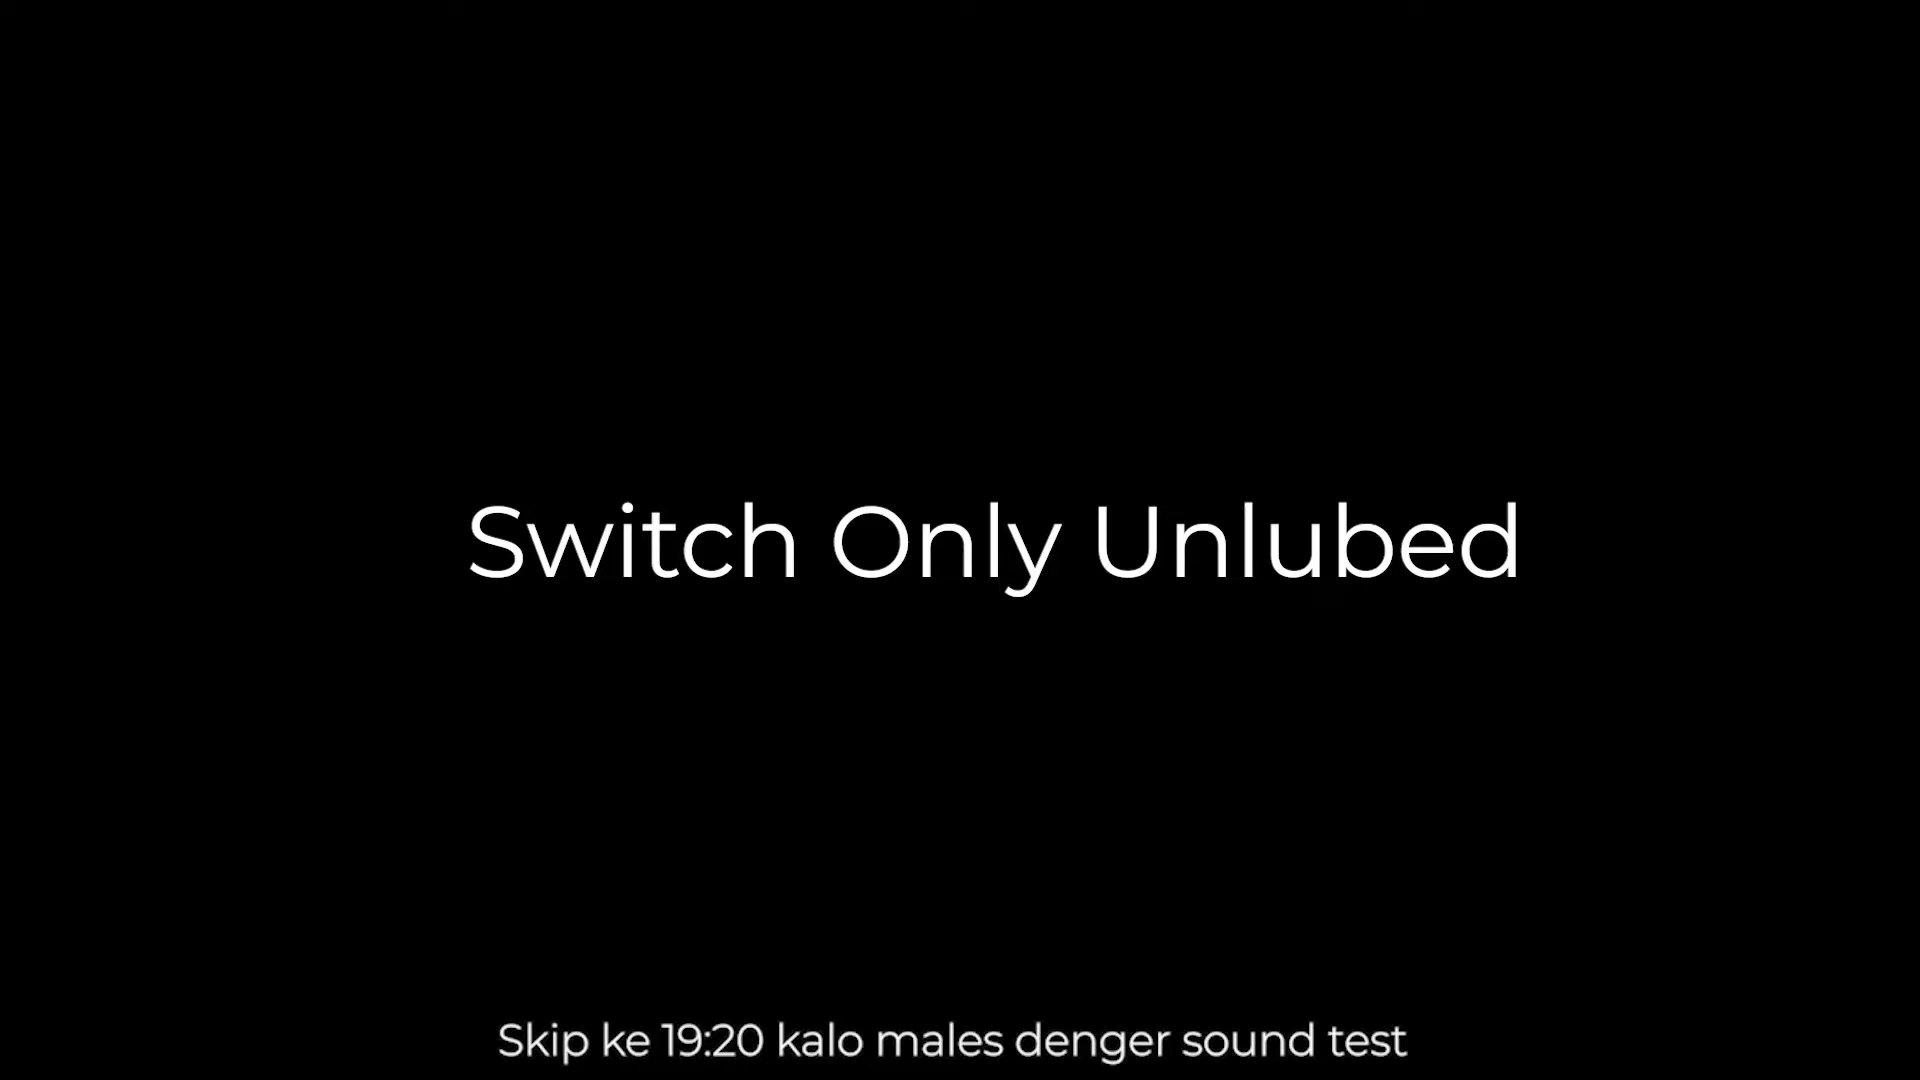 Switch Only Unlubed
Skip ke 19:20 kalo males denger sound test